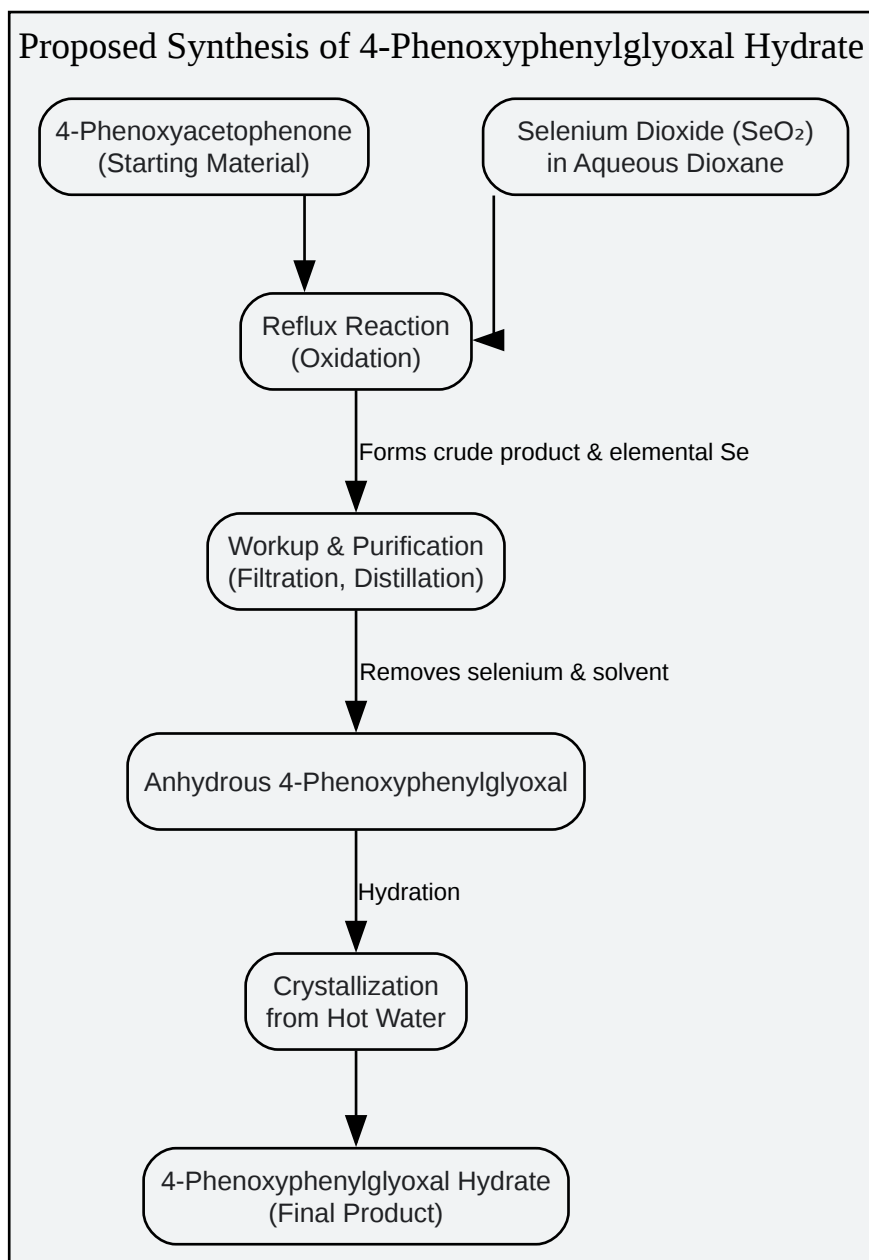 Proposed Synthesis of 4-Phenoxyphenylglyoxal Hydrate
4-Phenoxyacetophenone
(Starting Material)
Selenium Dioxide (SeO₂)
in Aqueous Dioxane
Reflux Reaction
(Oxidation)
Forms crude product & elemental Se
Workup & Purification
(Filtration, Distillation)
Removes selenium & solvent
Anhydrous 4-Phenoxyphenylglyoxal
Hydration
Crystallization
from Hot Water
4-Phenoxyphenylglyoxal Hydrate
(Final Product)